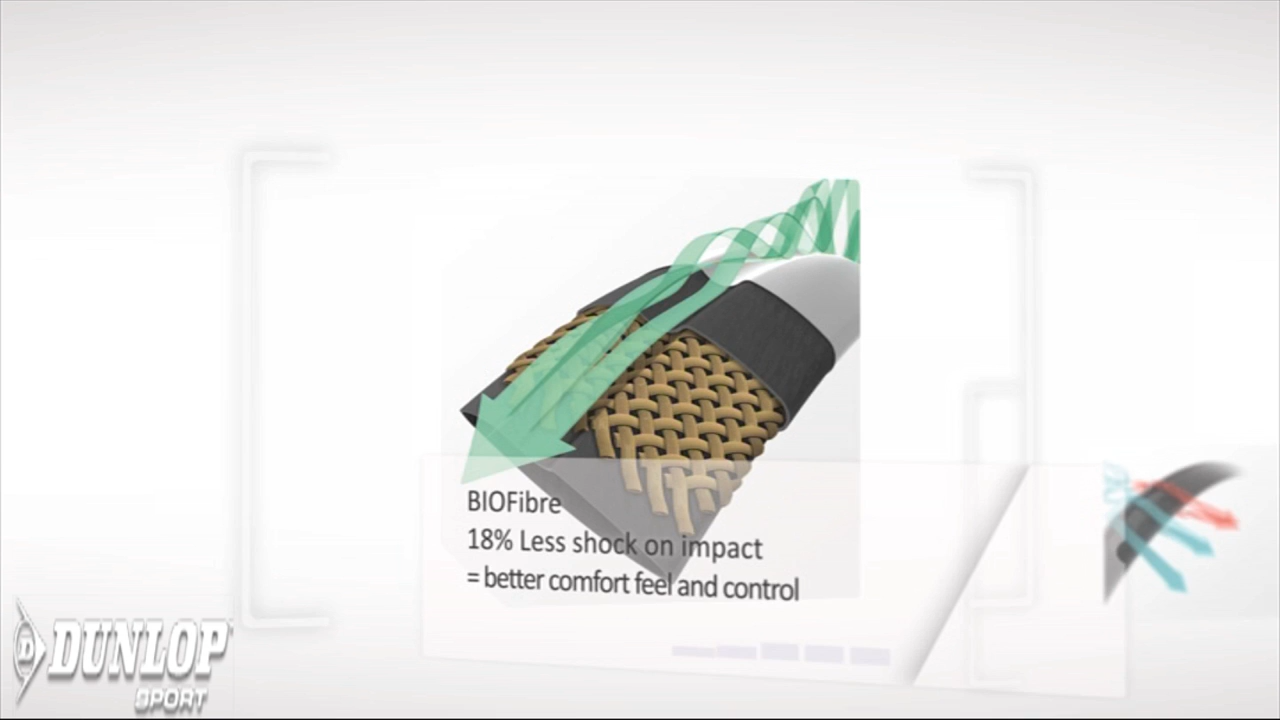 BIOFibre
18% Less shock on impact
= better comfort feel and control
D DUNLOP
SPORT